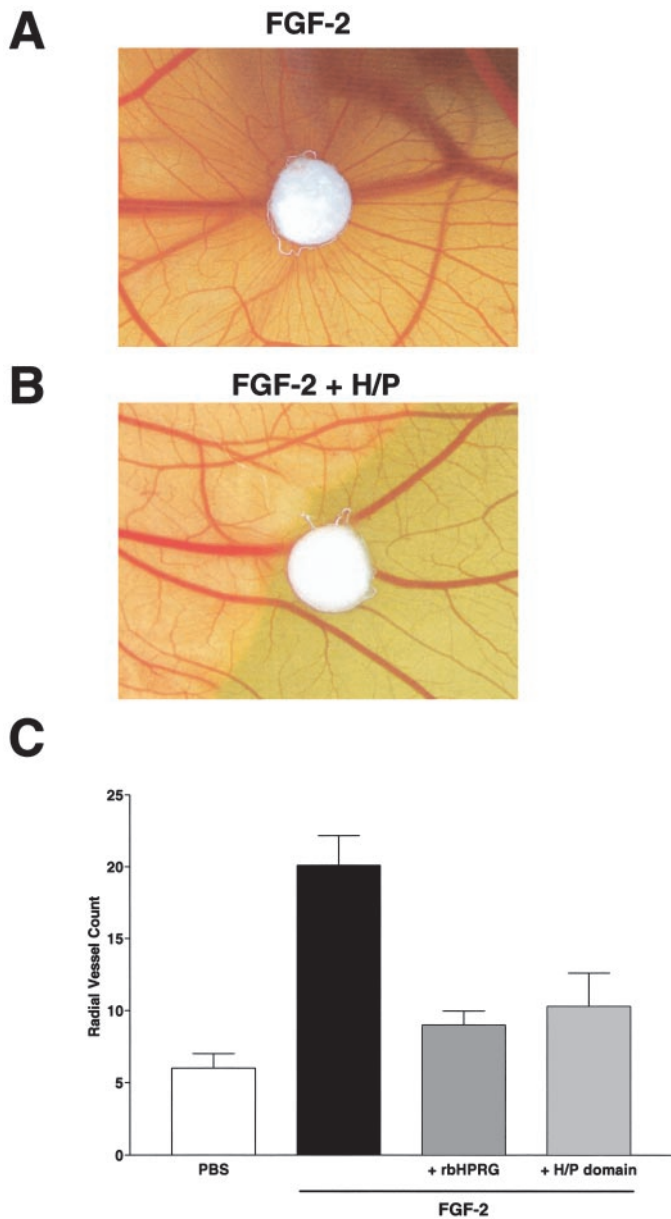 A
FGF-2
B
FGF-2 + H/P
C
25
20
15
10
5
0
Radial Vessel Count
PBS
+ rbHPRG
+ H/P domain
FGF-2